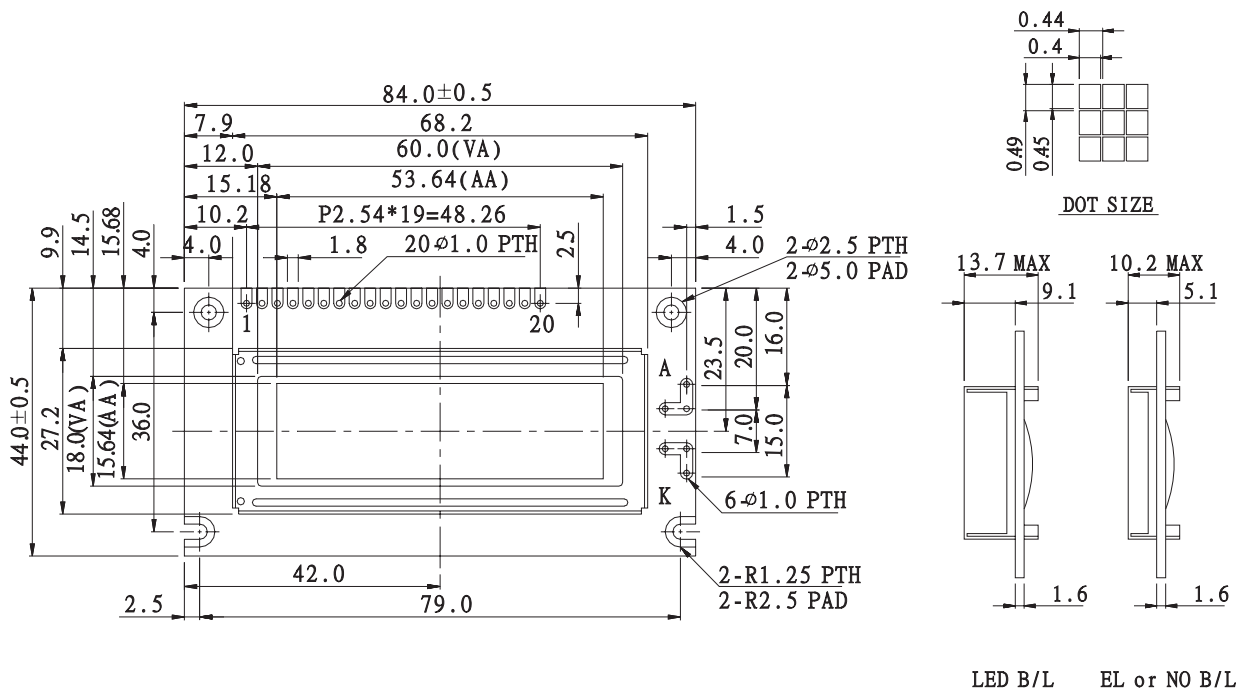 0.44
0.4
0.49
0.45
DOT SIZE
84.0±0.5
7.9
68.2
12.0
60.0(VA)
15.18
53.64(AA)
10.2
P2.54*19=48.26
1.5
4.0
1.8
20-Ø1.0 PTH
2.5
4.0
2-Ø2.5 PTH
2-Ø5.0 PAD
9.9
14.5
15.68
4.0
1
20
44.0±0.5
27.2
18.0(VA)
15.64(AA)
36.0
A
K
23.5
20.0
16.0
7.0
15.0
6-Ø1.0 PTH
2-R1.25 PTH
2-R2.5 PAD
42.0
2.5
79.0
13.7 MAX
9.1
10.2 MAX
5.1
1.6
1.6
LED B/L
EL or NO B/L